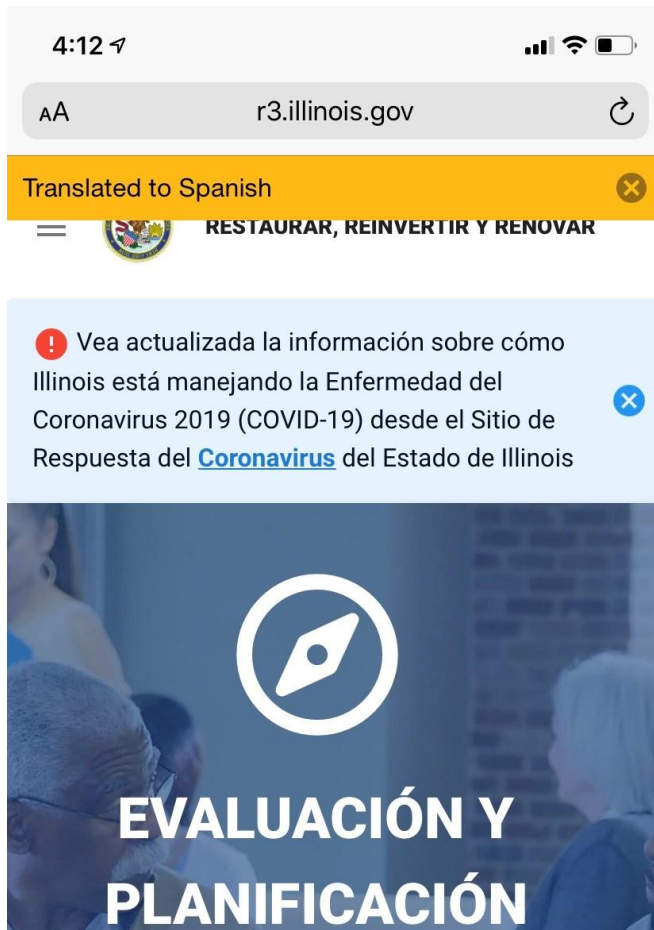 4:12
AA
r3.illinois.gov
Translated to Spanish
RESTAURAR, REINVERTIR Y RENOVAR
Vea actualizada la información sobre cómo
Illinois está manejando la Enfermedad del
Coronavirus 2019 (COVID-19) desde el Sitio de
Respuesta del Coronavirus del Estado de Illinois
EVALUACIÓN Y
PLANIFICACIÓN